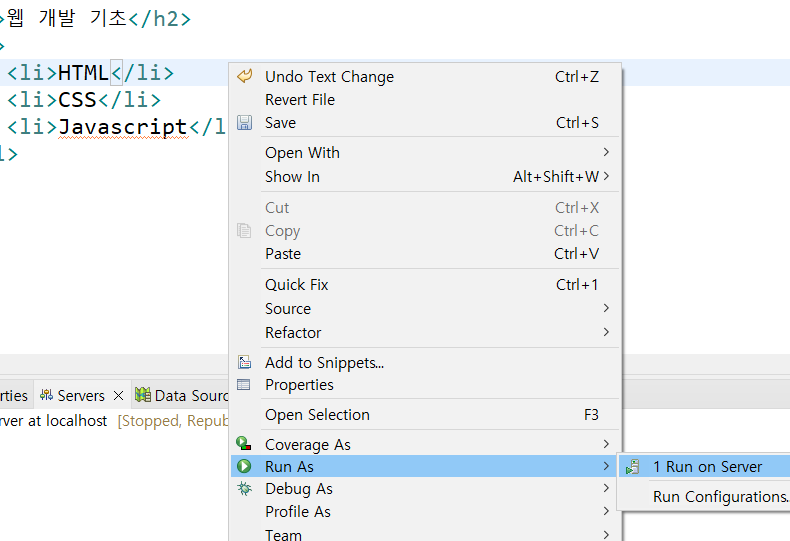 >웹 개발 기초</h2>
>
<li>HTML</li>
<li>CSS</li>
<li>Javascript</l
l>
Undo Text Change Ctrl+Z
Revert File
Save Ctrl+S
Open With >
Show In Alt+Shift+W >
Cut Ctrl+X
Copy Ctrl+C
Paste Ctrl+V
Quick Fix Ctrl+1
Source >
Refactor >
Add to Snippets...
Properties
Open Selection F3
rties Servers Data Sourc
rver at localhost [Stopped, Repub
Coverage As >
Run As > 1 Run on Server
Debug As >
Run Configurations.
Profile As >
Team >